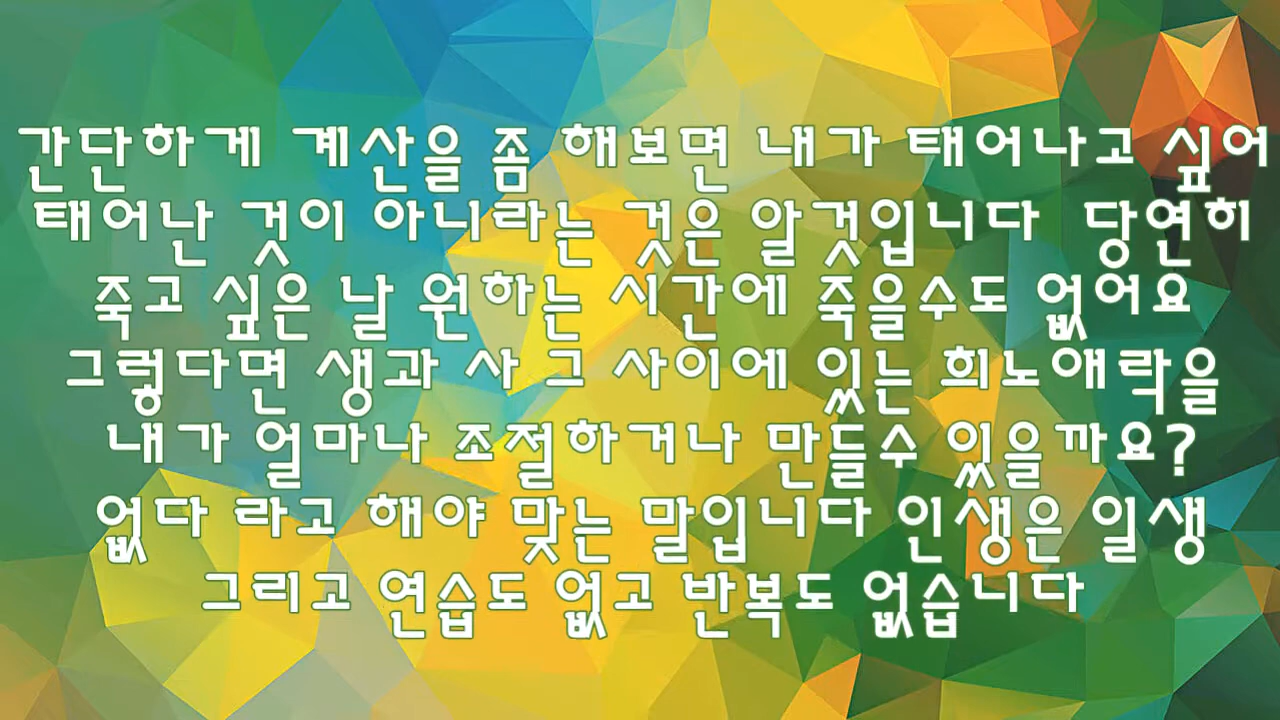 간단하게 계산을 좀 해보면 내가 태어나고 싶어
태어난 것이 아니라는 것은 알것입니다 당연히
죽고 싶은 날 원하는 시간에 죽을수도 없어요
그렇다면 생과 사 그 사이에 있는 희노애락을
내가 얼마나 조절하거나 만들수 있을까요?
없다 라고 해야 맞는 말입니다 인생은 일생
그리고 연습도 없고 반복도 없습니다